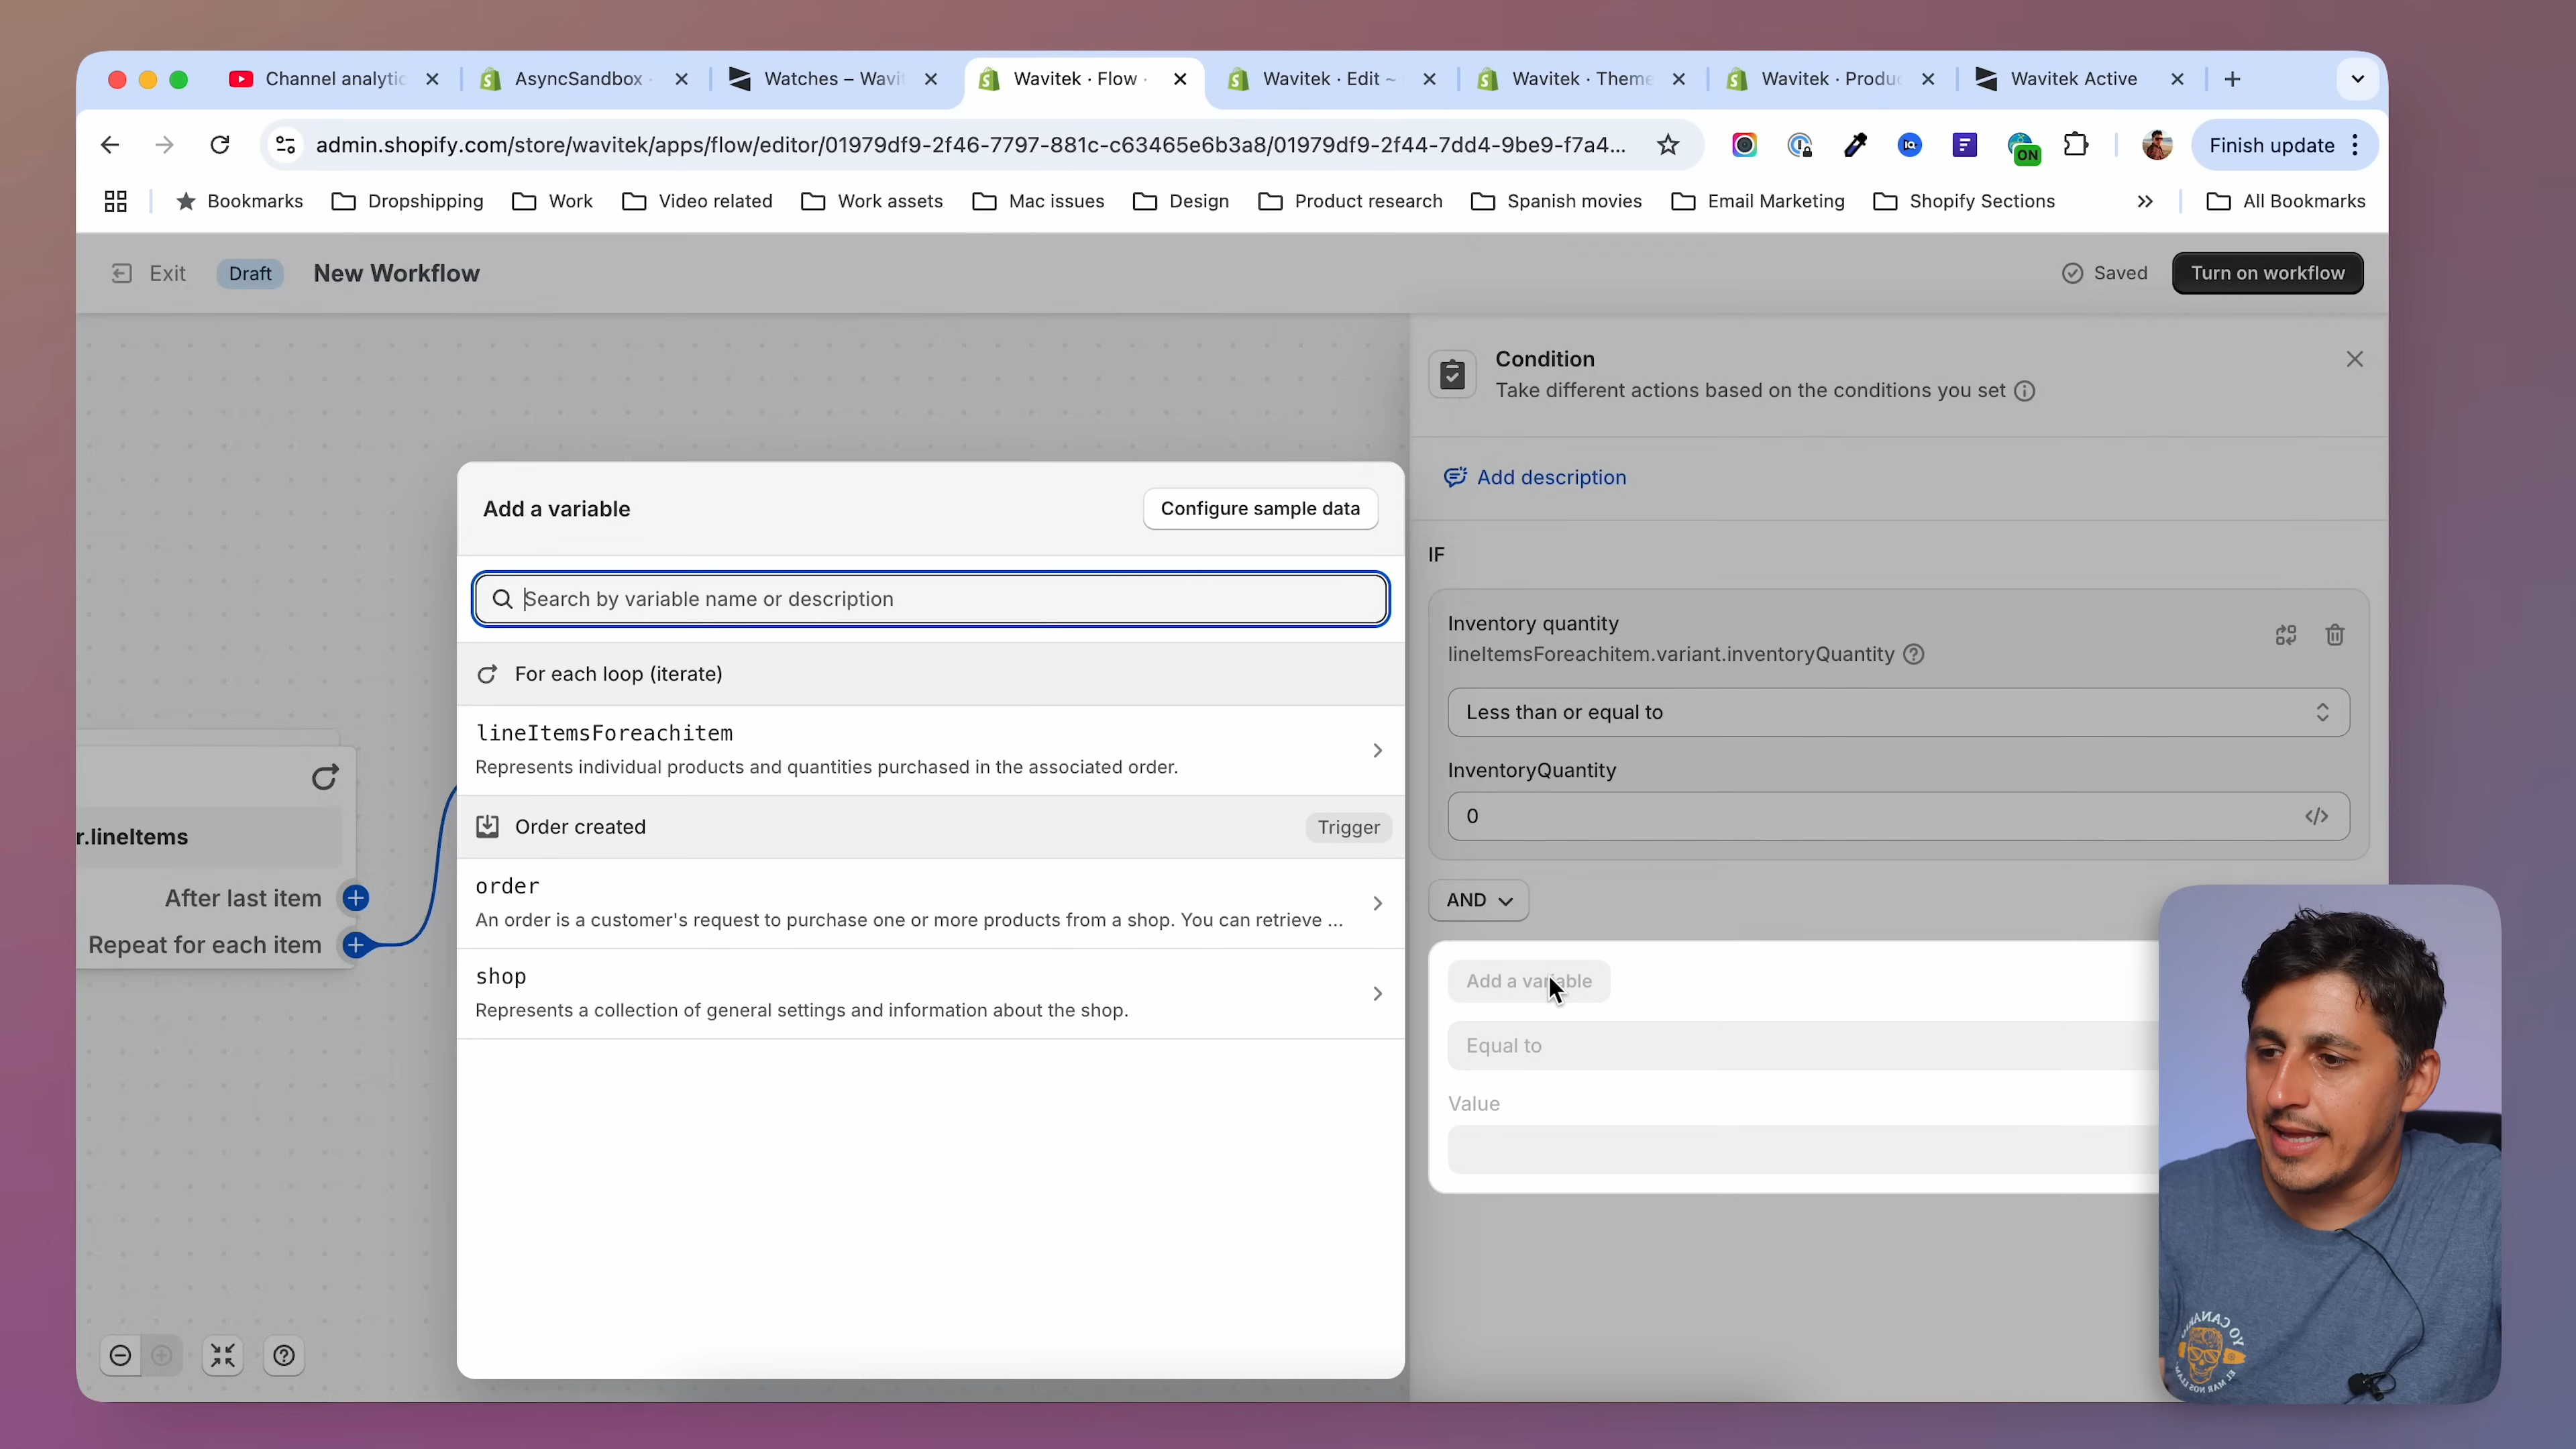 Channel analytic
AsyncSandbox
Watches – Wavit
Wavitek · Flow ·
Wavitek · Edit ~
Wavitek · Theme
Wavitek · Produc
Wavitek Active
admin.shopify.com/store/wavitek/apps/flow/editor/01979df9-2f46-7797-881c-c63465e6b3a8/01979df9-2f44-7dd4-9be9-f7a4...
IQ
ON
Finish update
Bookmarks
Dropshipping
Work
Video related
Work assets
Mac issues
Design
Product research
Spanish movies
Email Marketing
Shopify Sections
All Bookmarks
Exit
Draft
New Workflow
Saved
Turn on workflow
Condition
Take different actions based on the conditions you set
Add description
IF
Inventory quantity
lineItemsForeachitem.variant.inventoryQuantity
Less than or equal to
InventoryQuantity
0
AND
Add a variable
Equal to
Value
Add a variable
Configure sample data
Search by variable name or description
For each loop (iterate)
lineItemsForeachitem
Represents individual products and quantities purchased in the associated order.
Order created
Trigger
order
An order is a customer's request to purchase one or more products from a shop. You can retrieve ...
shop
Represents a collection of general settings and information about the shop.
r.lineItems
After last item
Repeat for each item